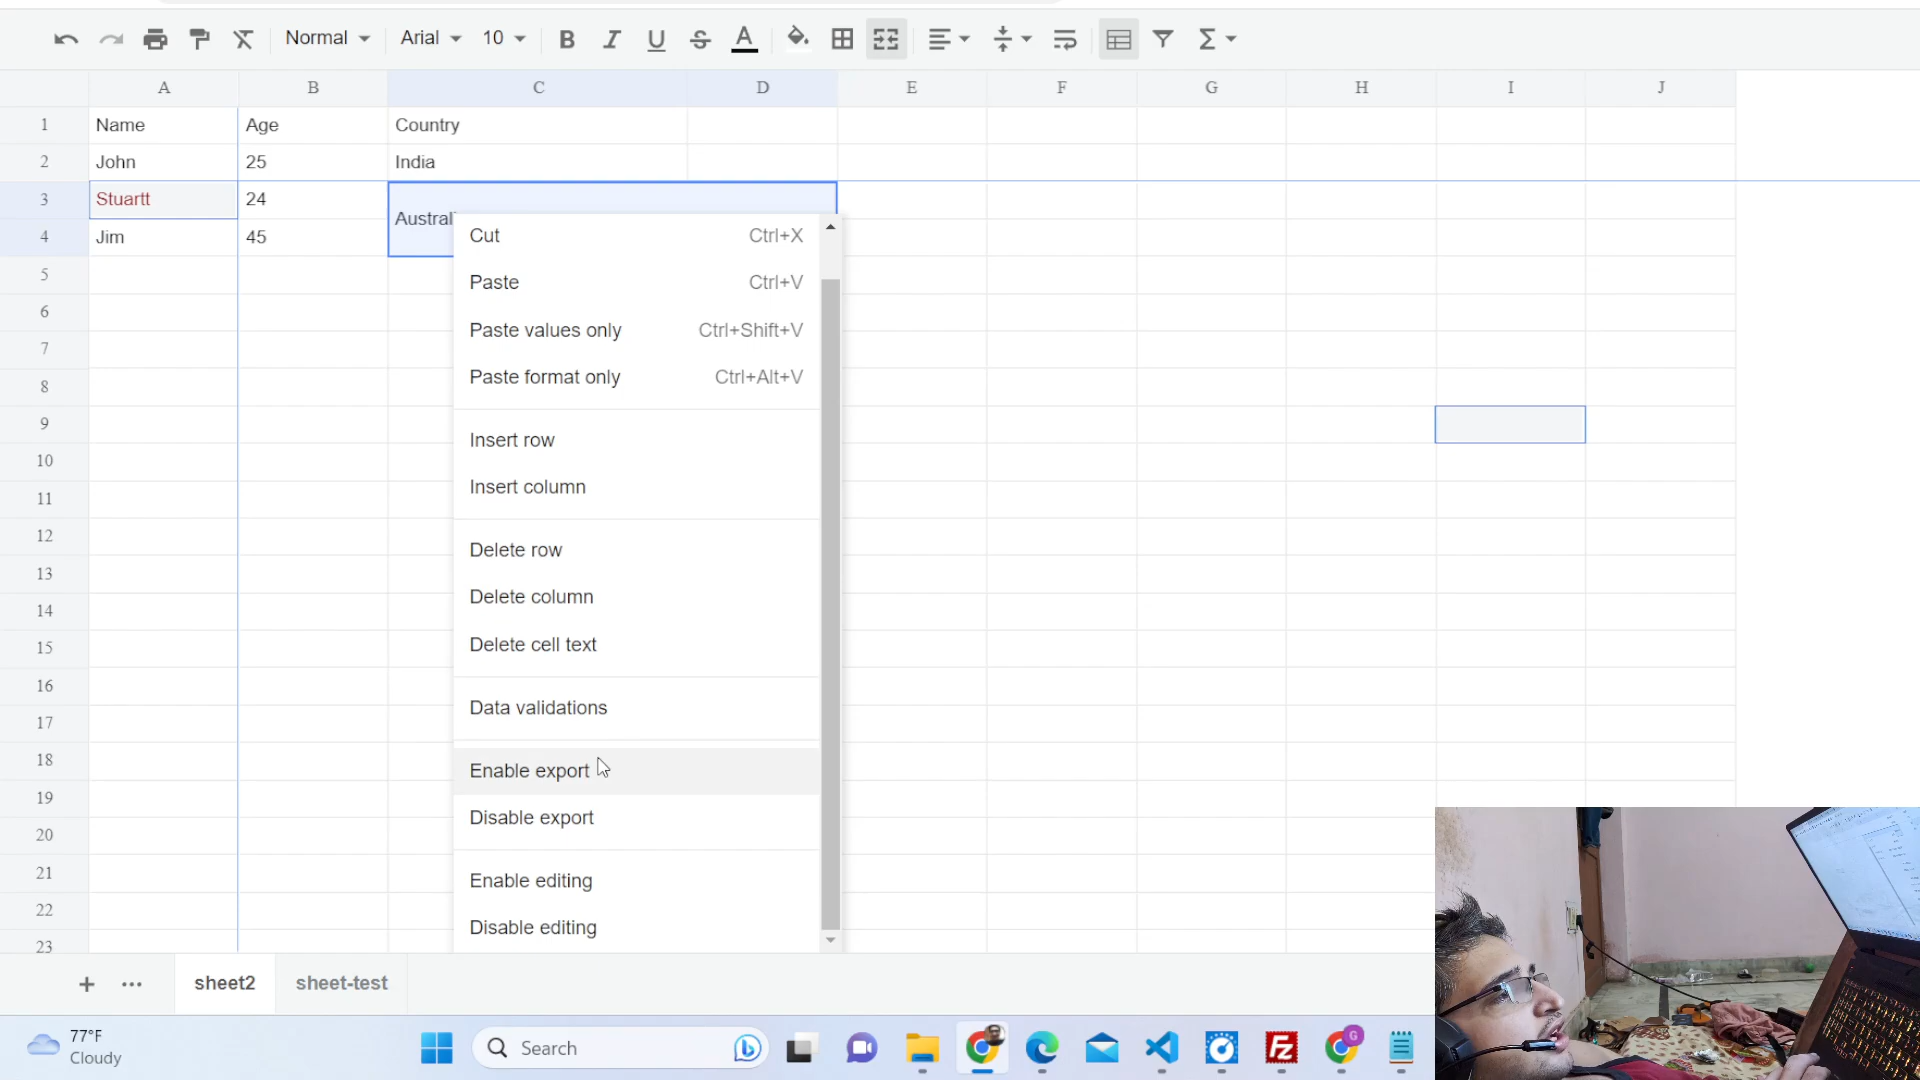 Normal Arial 10 B I U S A
A B C D E F G H I J
1 Name Age Country
2 John 25 India
3 Stuartt 24
Austral
4 Jim 45
5
6
7
8
9
10
11
12
13
14
15
16
17
18
19
20
21
22
23
Cut Ctrl+X
Paste Ctrl+V
Paste values only Ctrl+Shift+V
Paste format only Ctrl+Alt+V
Insert row
Insert column
Delete row
Delete column
Delete cell text
Data validations
Enable export
Disable export
Enable editing
Disable editing
+ ... sheet2 sheet-test
77°F
Cloudy
Search
G
Fz